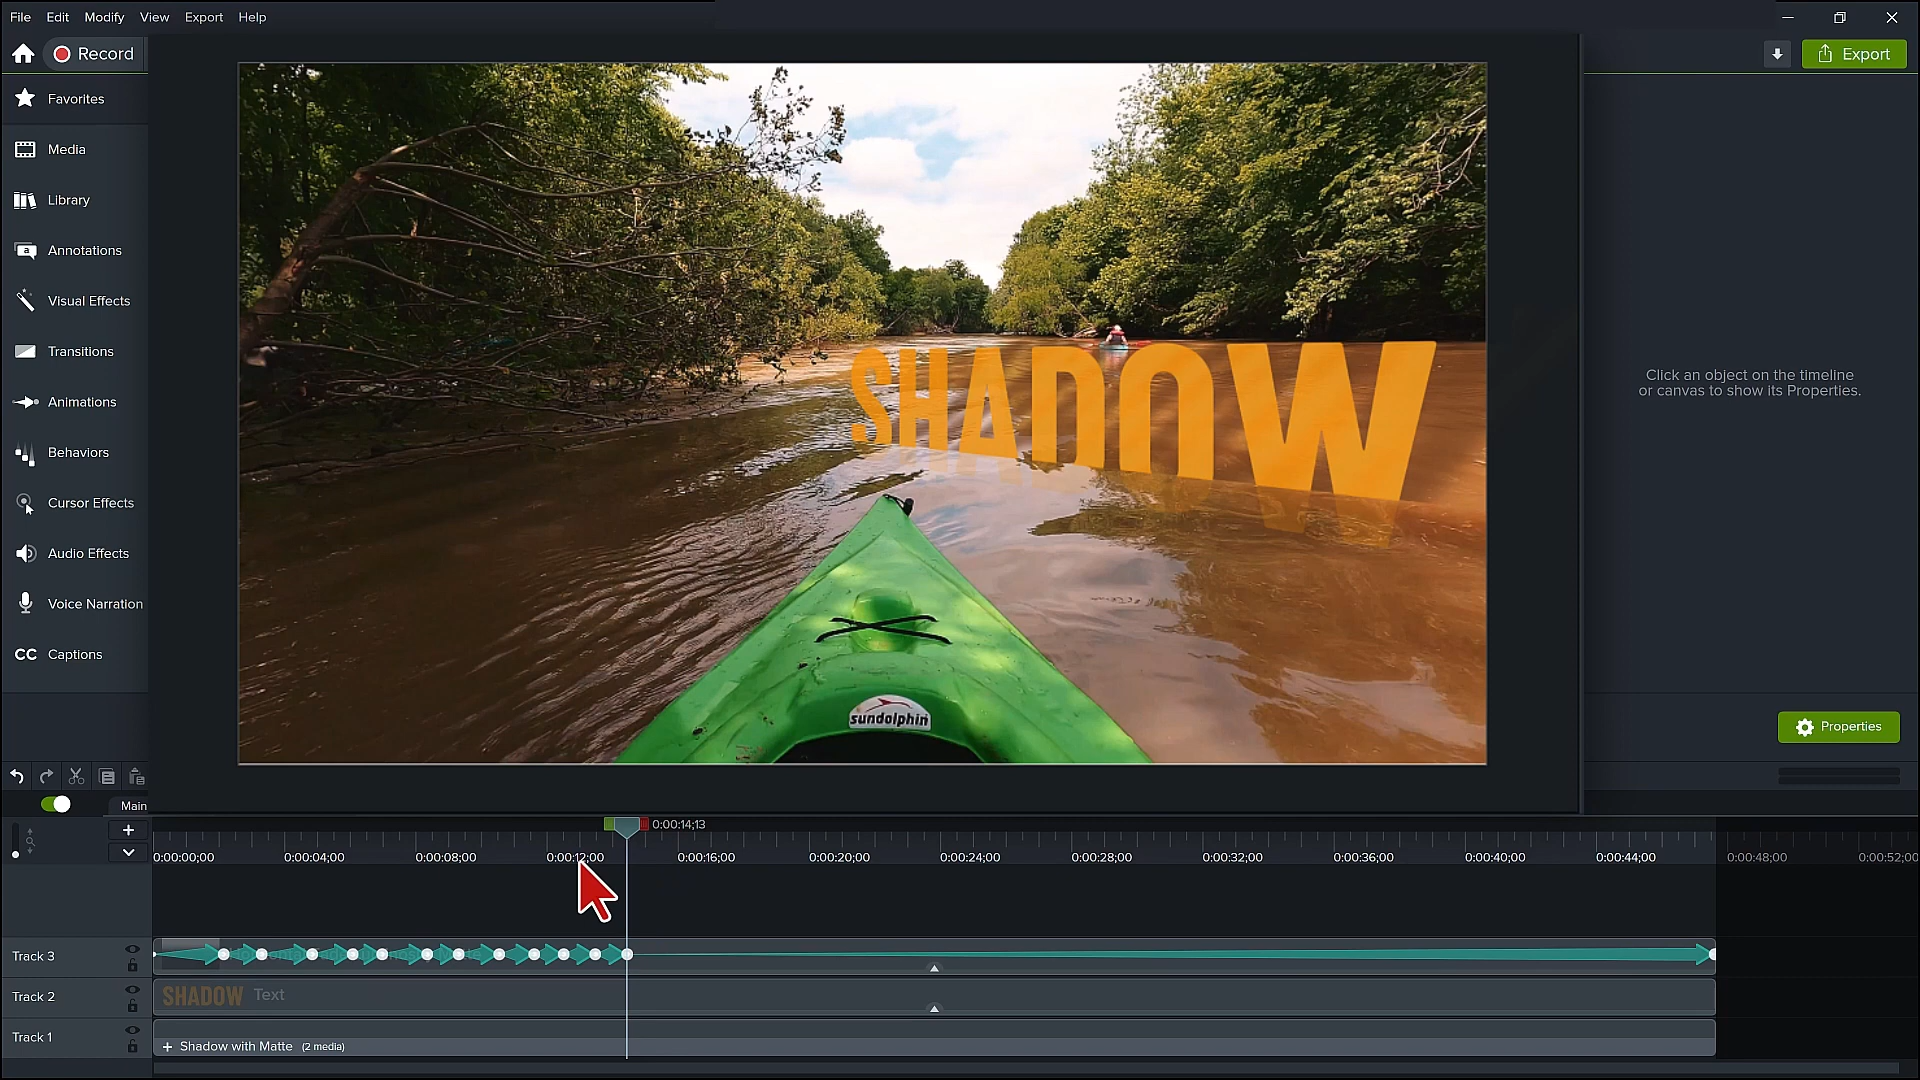 File Edit Modify View Export Help
Record
Export
Favorites
Media
Library
Annotations
Visual Effects
Transitions
Animations
Behaviors
Cursor Effects
Audio Effects
Voice Narration
CC Captions
SHADOW
sundolphin
Click an object on the timeline
or canvas to show its Properties.
Properties
Main
0:00:14;13
0:00:00;00 0:00:04;00 0:00:08;00 0:00:12;00 0:00:16;00 0:00:20;00 0:00:24;00 0:00:28;00 0:00:32;00 0:00:36;00 0:00:40;00 0:00:44;00 0:00:48;00 0:00:52;00
Track 3
Track 2 SHADOW Text
Track 1 + Shadow with Matte (2 media)